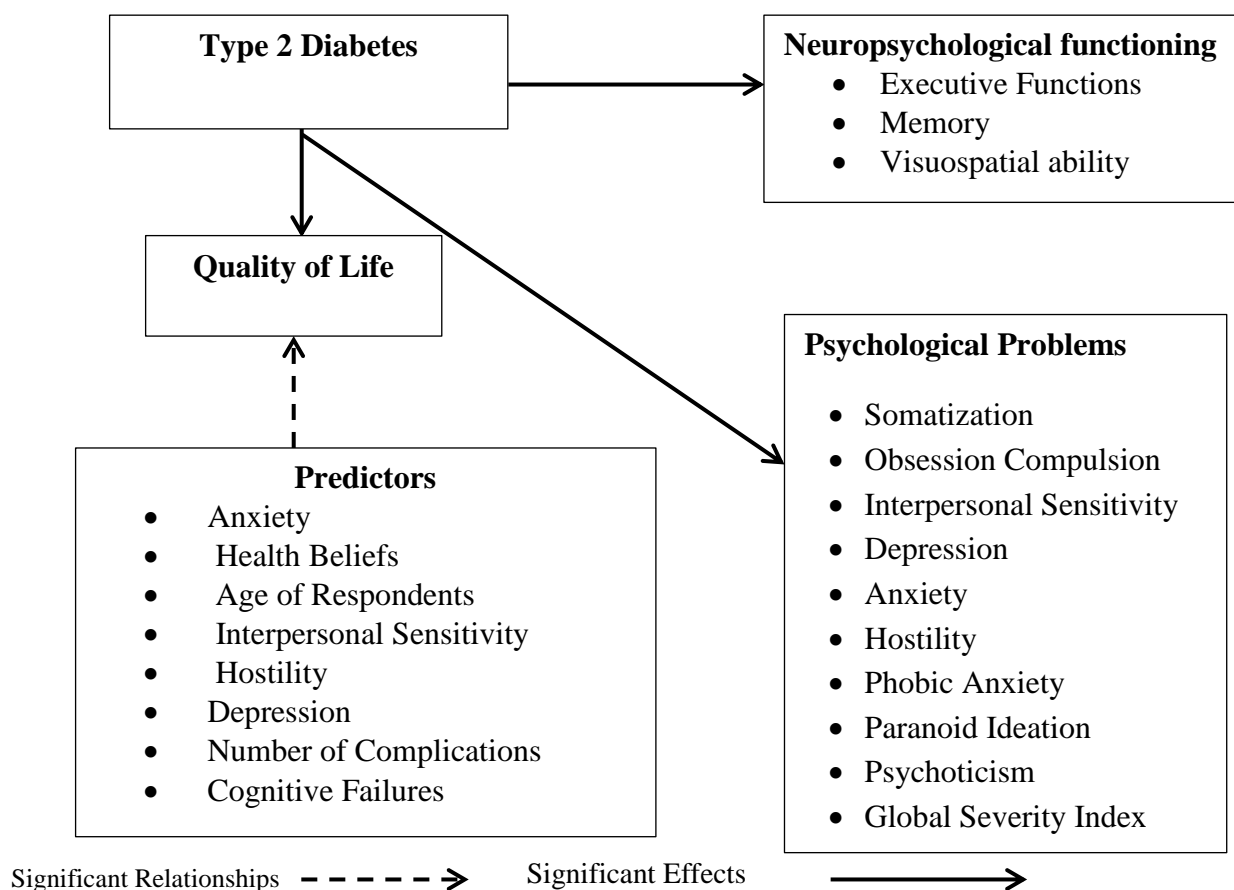 Type 2 Diabetes
Neuropsychological functioning
• Executive Functions
• Memory
• Visuospatial ability
Quality of Life
Psychological Problems
• Somatization
• Obsession Compulsion
• Interpersonal Sensitivity
• Depression
• Anxiety
• Hostility
• Phobic Anxiety
• Paranoid Ideation
• Psychoticism
• Global Severity Index
Predictors
• Anxiety
• Health Beliefs
• Age of Respondents
• Interpersonal Sensitivity
• Hostility
• Depression
• Number of Complications
• Cognitive Failures
Significant Relationships
Significant Effects